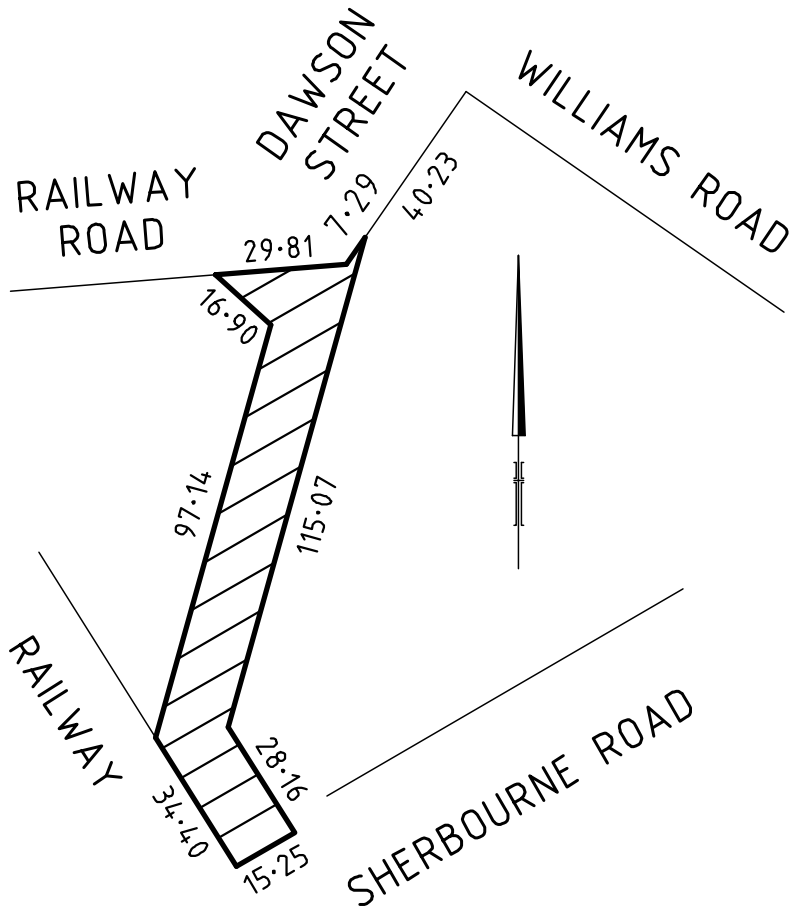 DAWSON
STREET
WILLIAMS ROAD
RAILWAY
ROAD
7·29
40·23
29·81
16·90
97·14
115·07
RAILWAY
28·16
34·40
15·25
SHERBOURNE ROAD